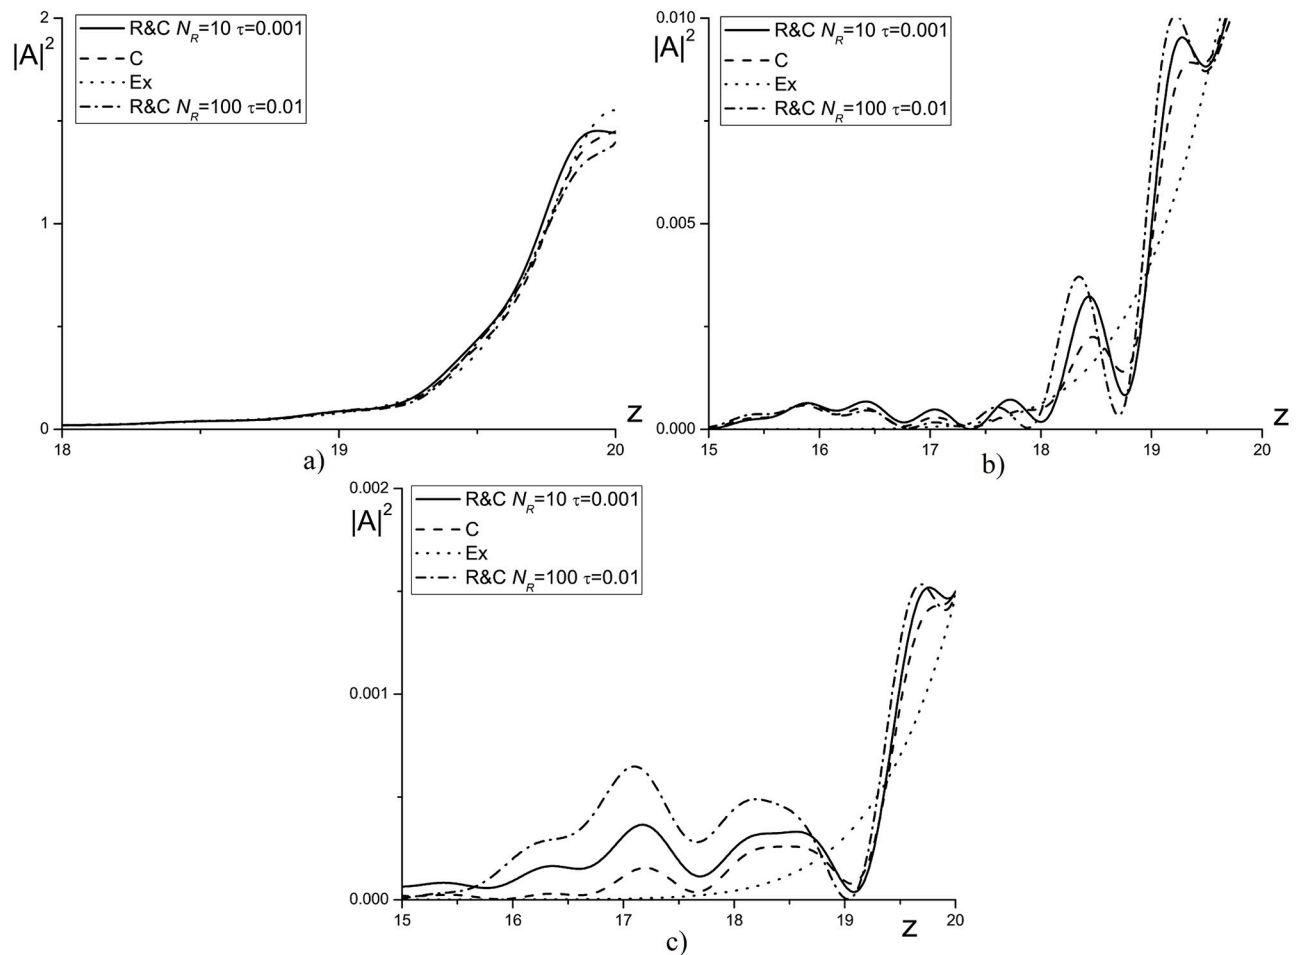 2
|A|²
R&C N_R=10 τ=0.001
C
Ex
R&C N_R=100 τ=0.01
1
0
18
19
20
z
a)
0.010
|A|²
R&C N_R=10 τ=0.001
C
Ex
R&C N_R=100 τ=0.01
0.005
0.000
15
16
17
18
19
20
z
b)
0.002
|A|²
R&C N_R=10 τ=0.001
C
Ex
R&C N_R=100 τ=0.01
0.001
0.000
15
16
17
18
19
20
z
c)